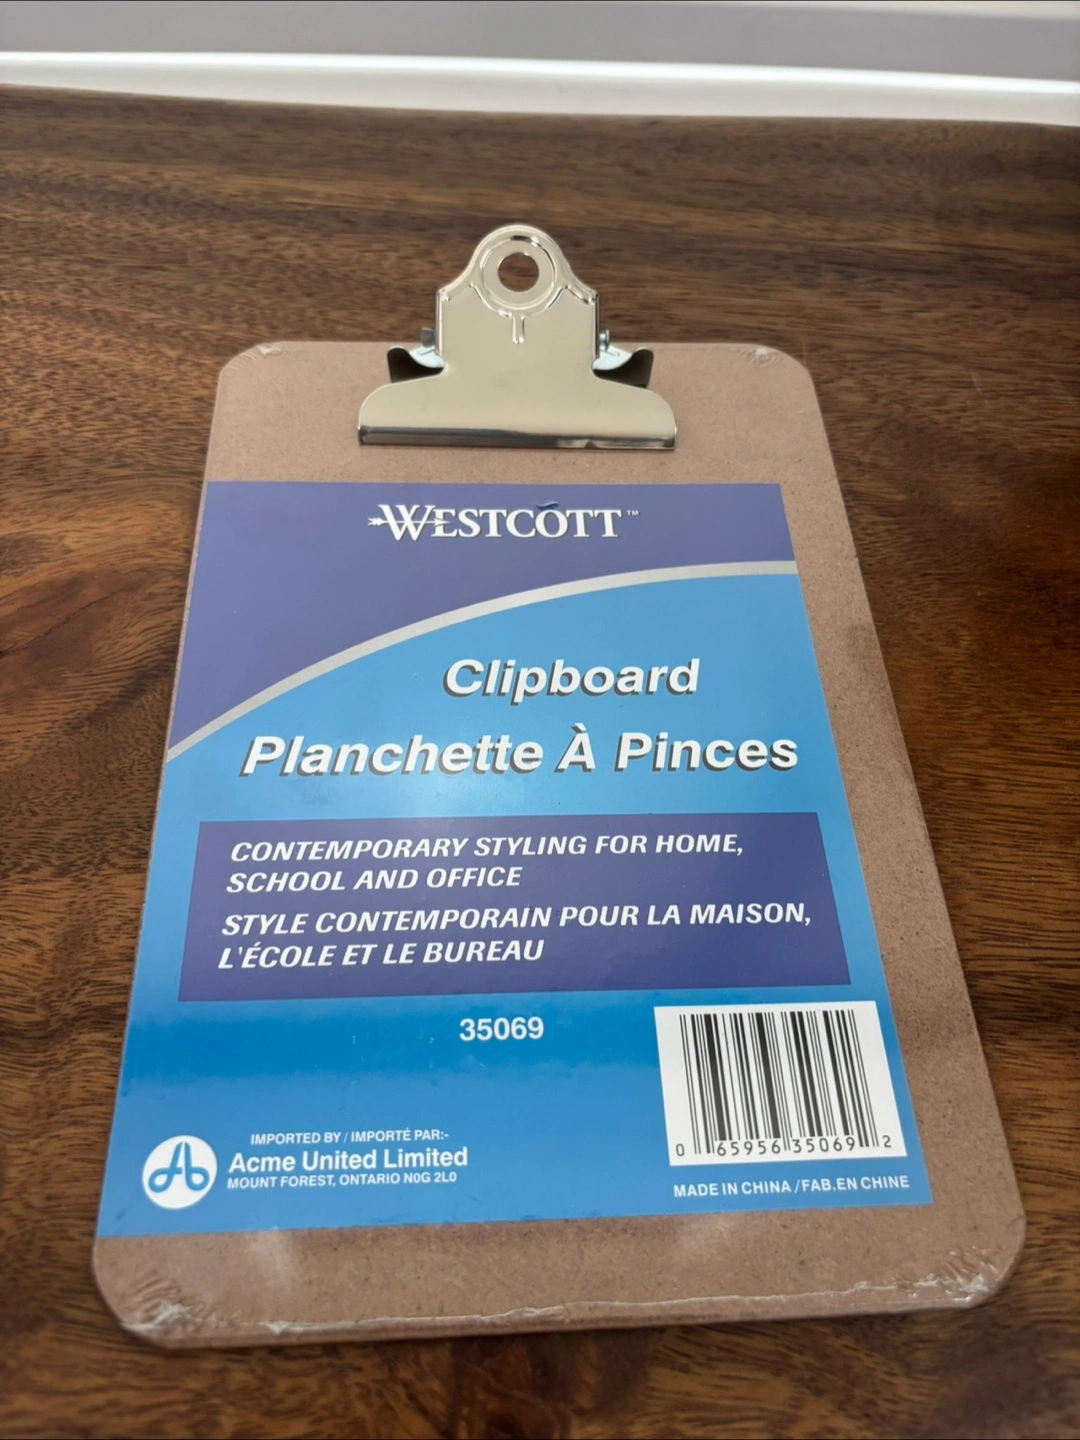 WESTCOTT™
Clipboard
Planchette À Pinces
CONTEMPORARY STYLING FOR HOME,
SCHOOL AND OFFICE
STYLE CONTEMPORAIN POUR LA MAISON,
L'ÉCOLE ET LE BUREAU
35069
0 65956 35069 2
IMPORTED BY / IMPORTÉ PAR:-
Acme United Limited
MOUNT FOREST, ONTARIO N0G 2L0
MADE IN CHINA / FAB.EN CHINE